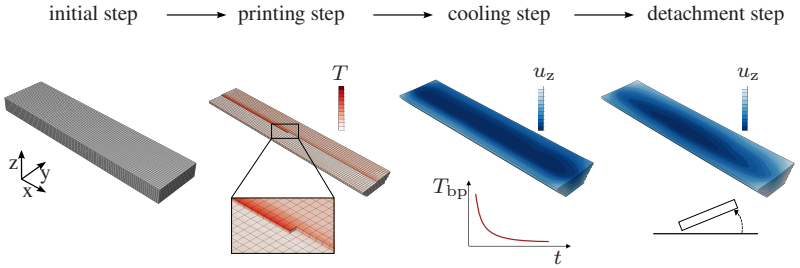 initial step printing step cooling step detachment step
T u_z u_z
z y x
T_bp
t